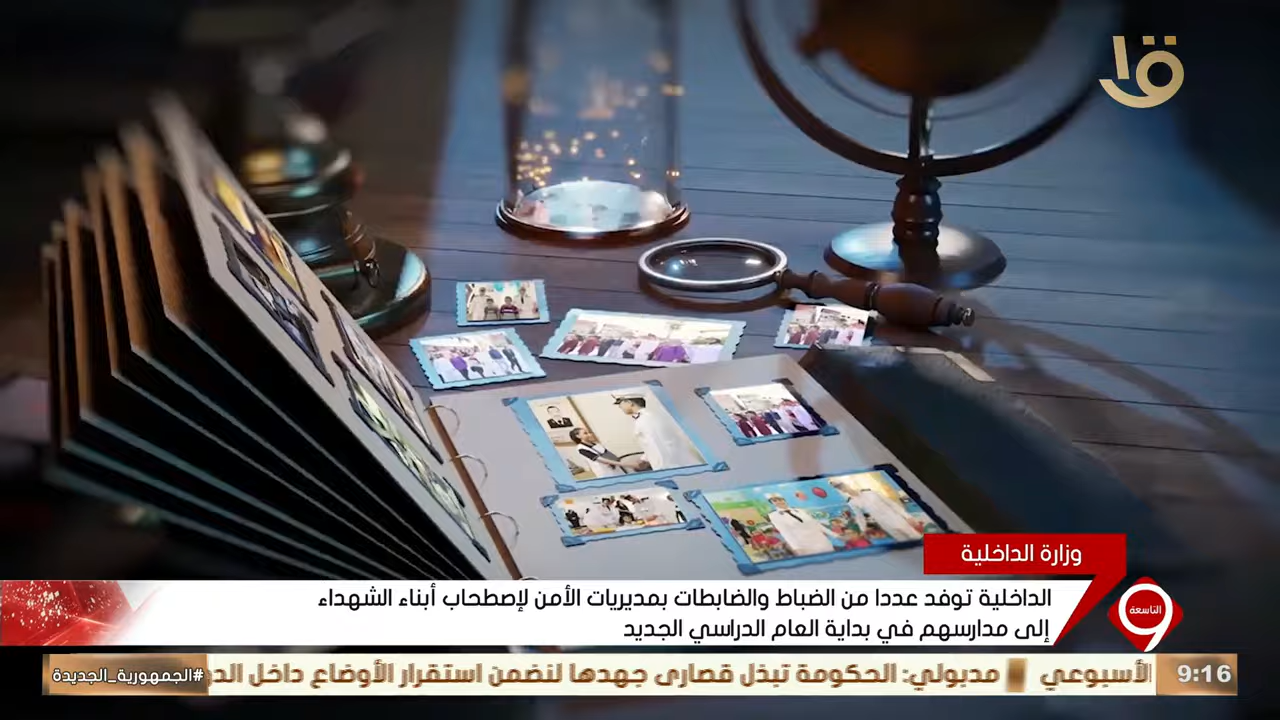 وزارة الداخلية
الداخلية توفد عددا من الضباط والضابطات بمديريات الأمن لإصطحاب أبناء الشهداء
إلى مدارسهم في بداية العام الدراسي الجديد
التاسعة
9:16
الأسبوعي
مدبولي: الحكومة تبذل قصارى جهدها لنضمن استقرار الأوضاع داخل
#الجمهورية_الجديدة